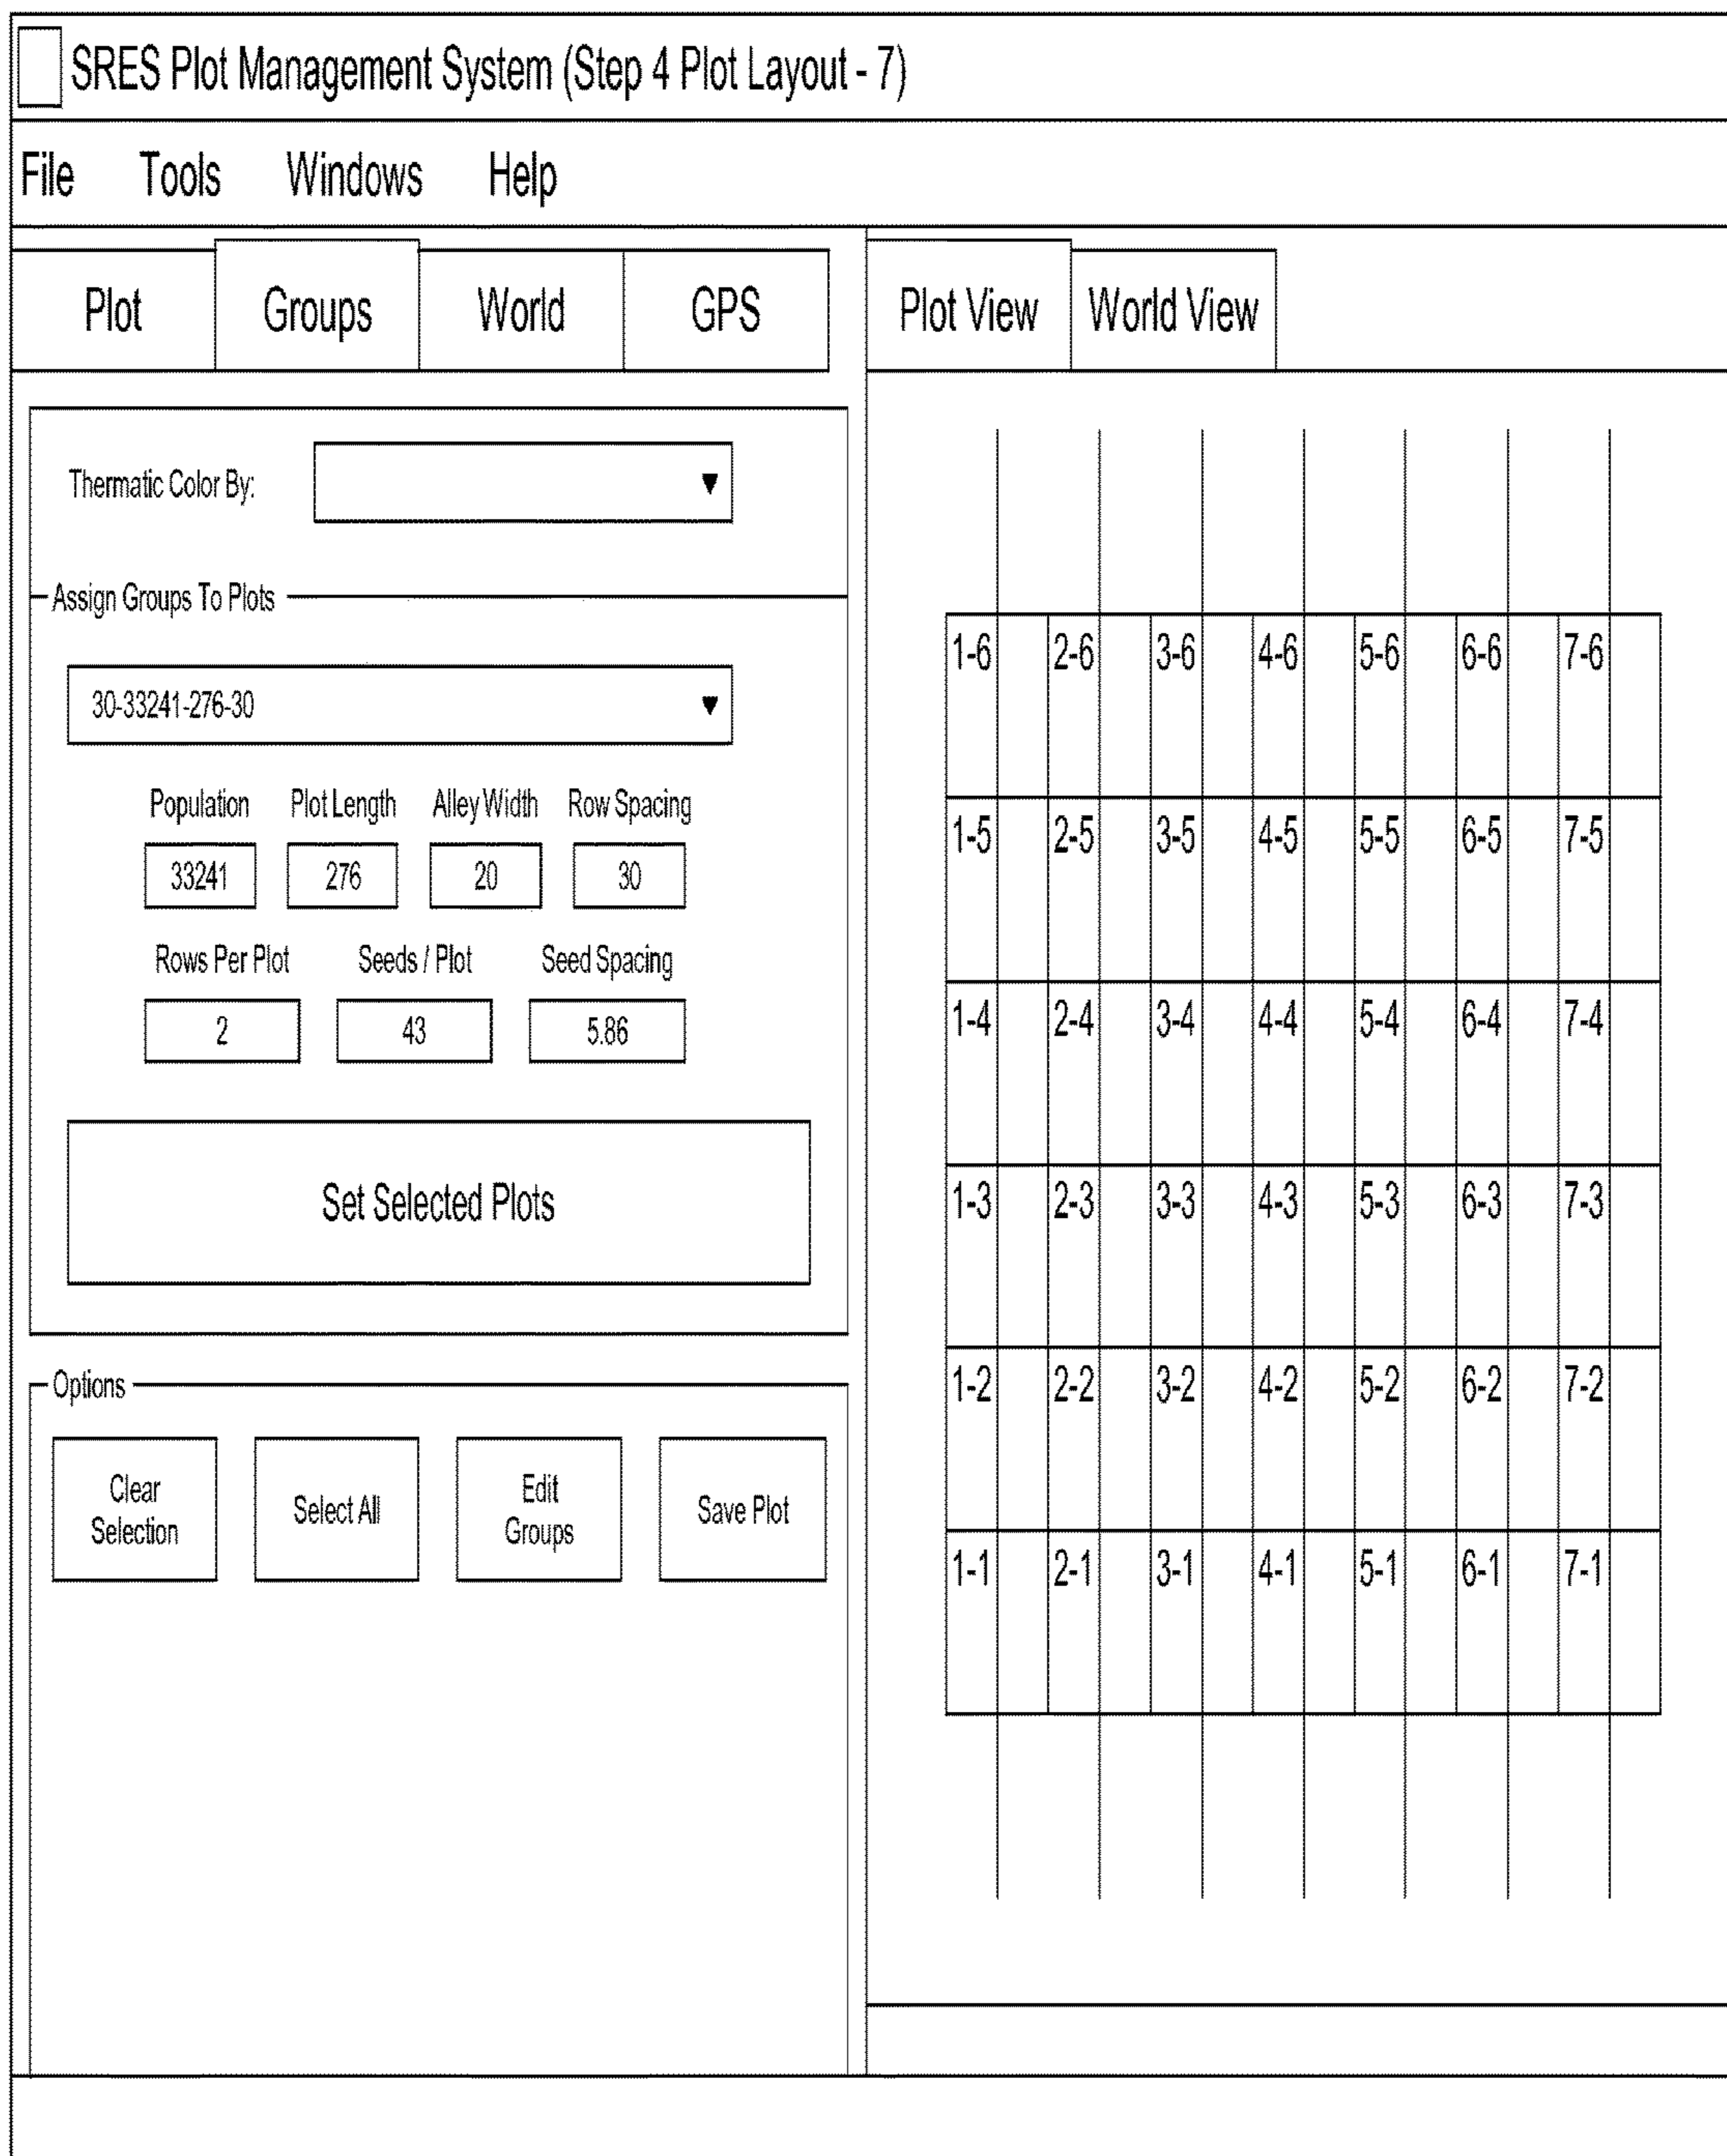 SRES Plot Management System (Step 4 Plot Layout - 7)
File Tools Windows Help
Plot Groups World GPS
Thermatic Color By:
Assign Groups To Plots
30-33241-276-30
Population Plot Length Alley Width Row Spacing
33241 276 20 30
Rows Per Plot Seeds / Plot Seed Spacing
2 43 5.86
Set Selected Plots
Options
Clear
Selection
Select All
Edit
Groups
Save Plot
Plot View World View
1-6 2-6 3-6 4-6 5-6 6-6 7-6
1-5 2-5 3-5 4-5 5-5 6-5 7-5
1-4 2-4 3-4 4-4 5-4 6-4 7-4
1-3 2-3 3-3 4-3 5-3 6-3 7-3
1-2 2-2 3-2 4-2 5-2 6-2 7-2
1-1 2-1 3-1 4-1 5-1 6-1 7-1